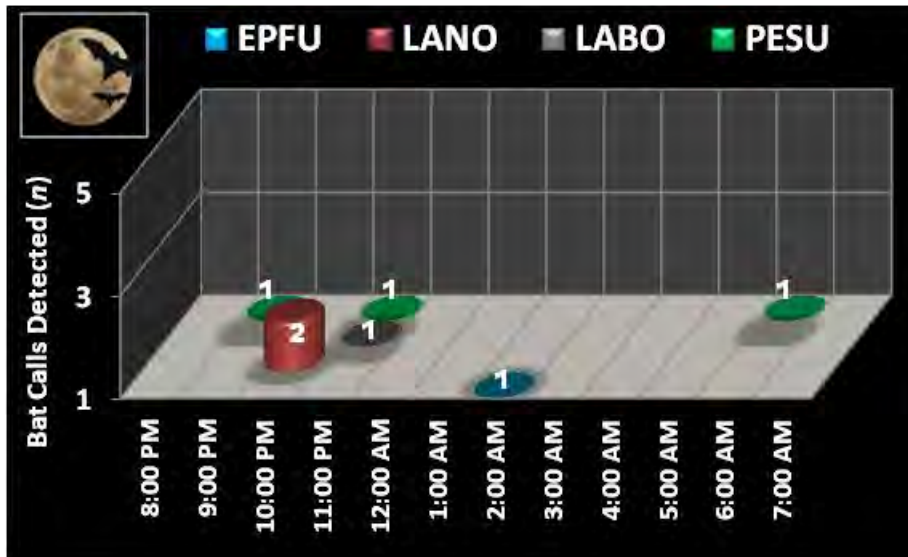 EPFU LANO LABO PESU
Bat Calls Detected (n)
5
3
1
1
1
1
2
1
1
8:00 PM
9:00 PM
10:00 PM
11:00 PM
12:00 AM
1:00 AM
2:00 AM
3:00 AM
4:00 AM
5:00 AM
6:00 AM
7:00 AM